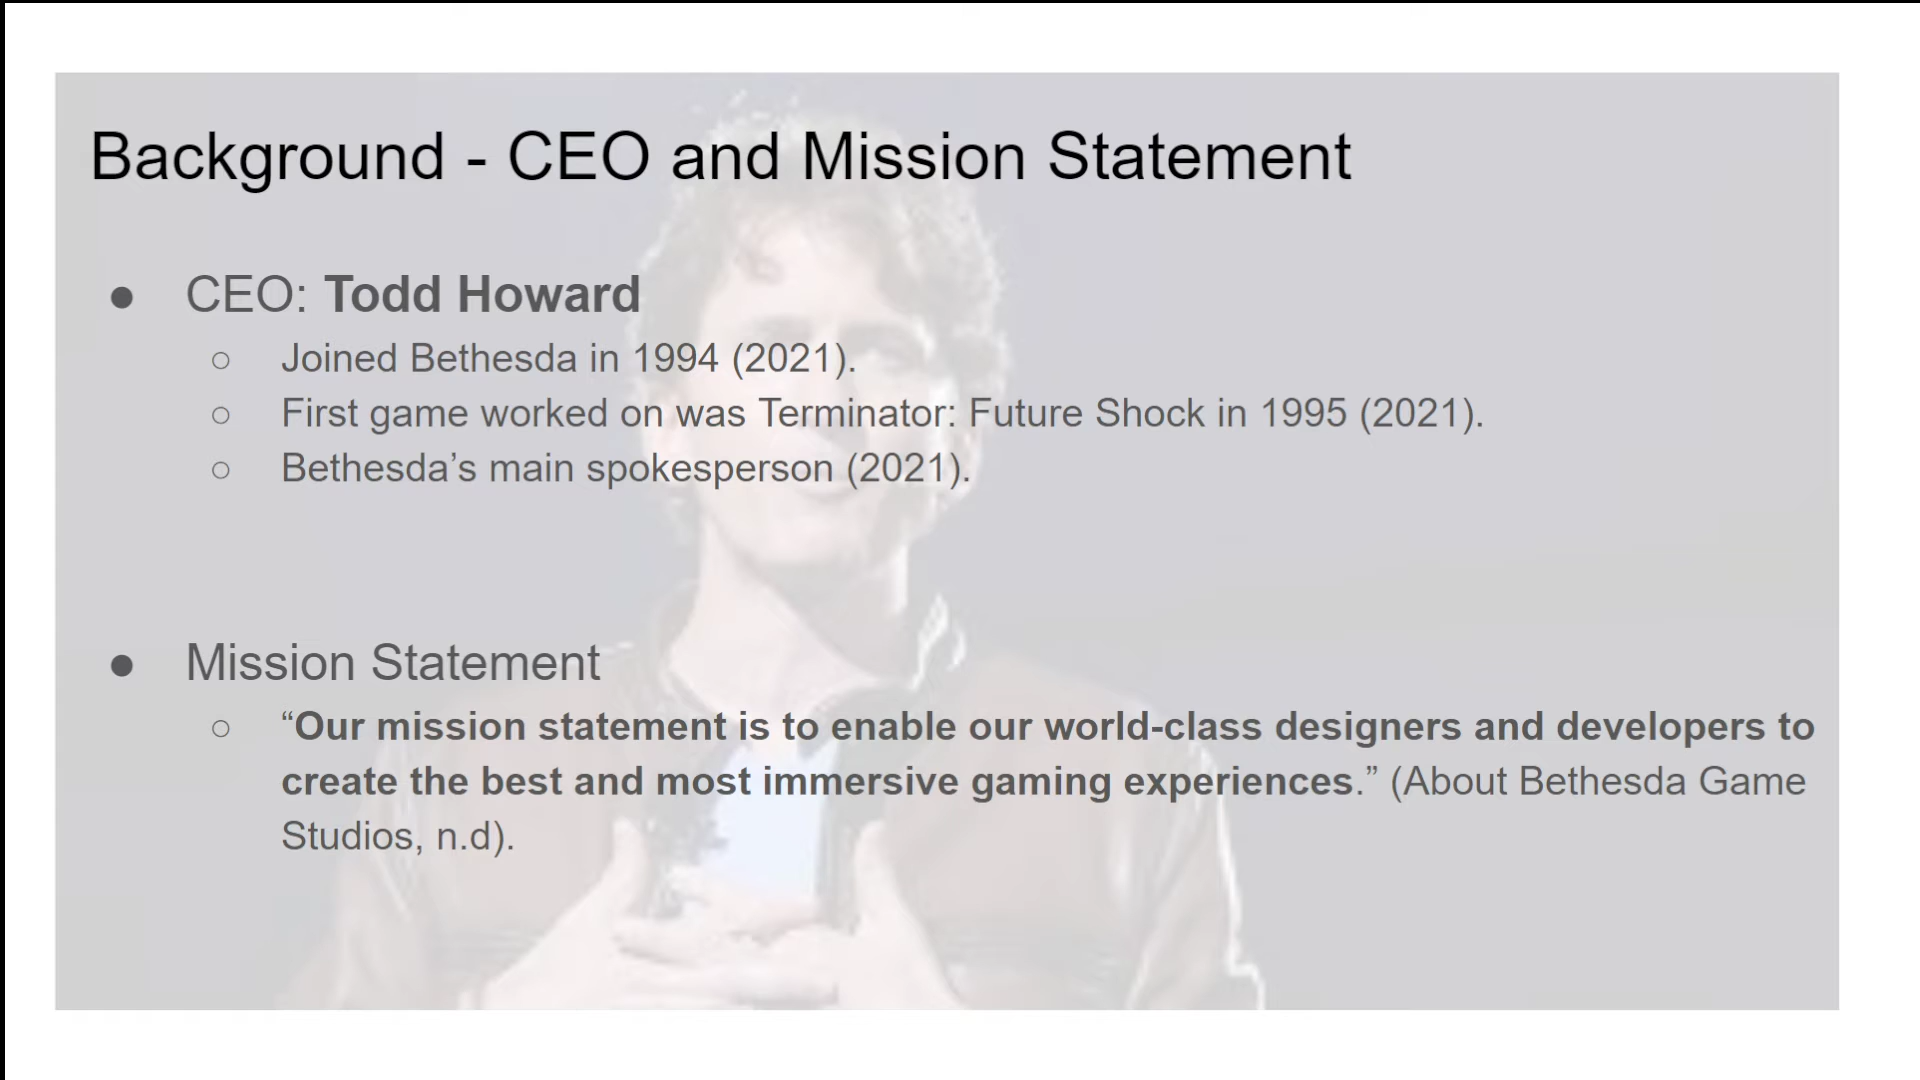 Background - CEO and Mission Statement
● CEO: Todd Howard
○ Joined Bethesda in 1994 (2021).
○ First game worked on was Terminator: Future Shock in 1995 (2021).
○ Bethesda’s main spokesperson (2021).
● Mission Statement
○ “Our mission statement is to enable our world-class designers and developers to
create the best and most immersive gaming experiences.” (About Bethesda Game
Studios, n.d).